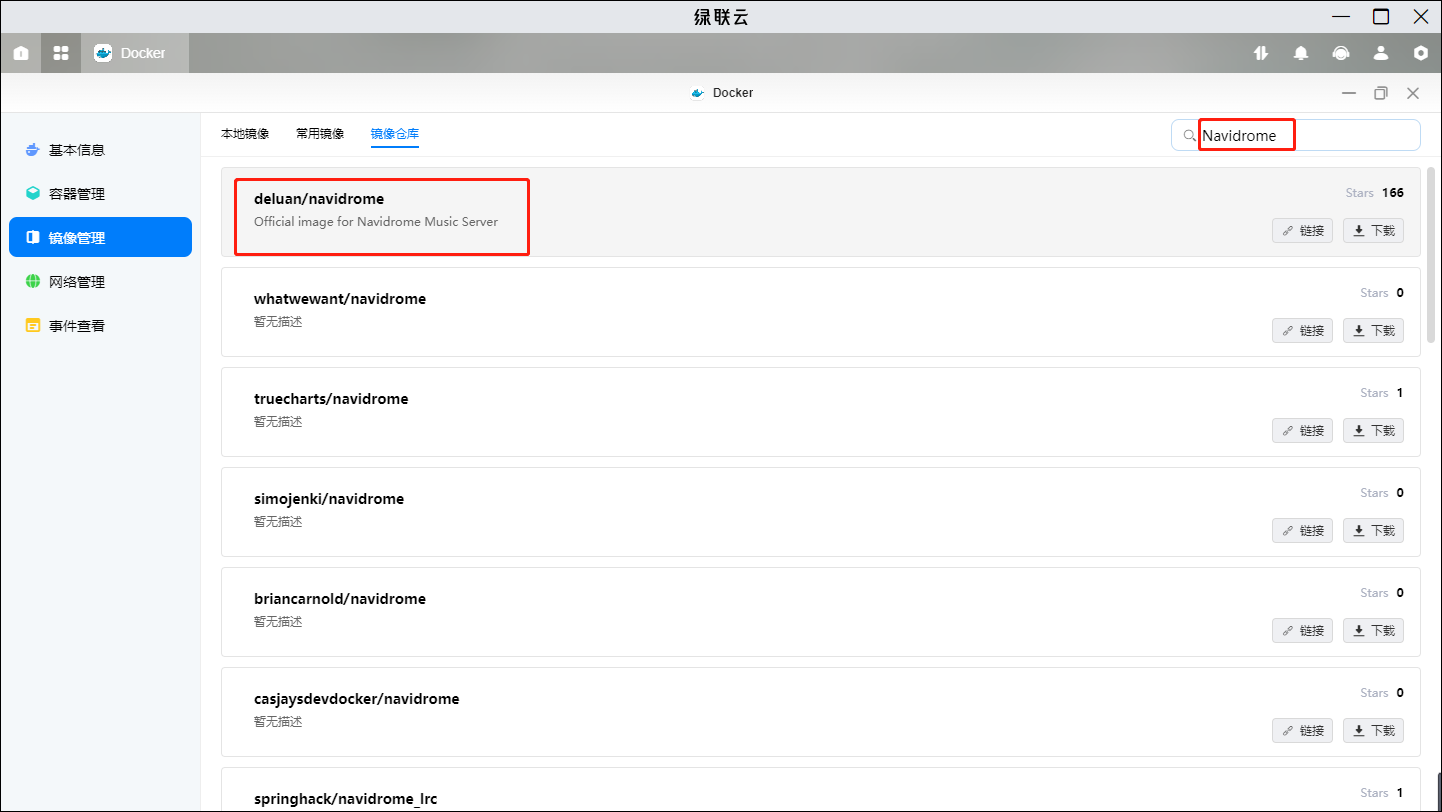 绿联云
Docker
Docker
基本信息
容器管理
镜像管理
网络管理
事件查看
本地镜像 常用镜像 镜像仓库
Navidrome
deluan/navidrome
Official image for Navidrome Music Server
Stars 166
链接 下载
whatwewant/navidrome
暂无描述
Stars 0
链接 下载
truecharts/navidrome
暂无描述
Stars 1
链接 下载
simojenki/navidrome
暂无描述
Stars 0
链接 下载
briancarnold/navidrome
暂无描述
Stars 0
链接 下载
casjaysdevdocker/navidrome
暂无描述
Stars 0
链接 下载
springhack/navidrome_lrc
Stars 1